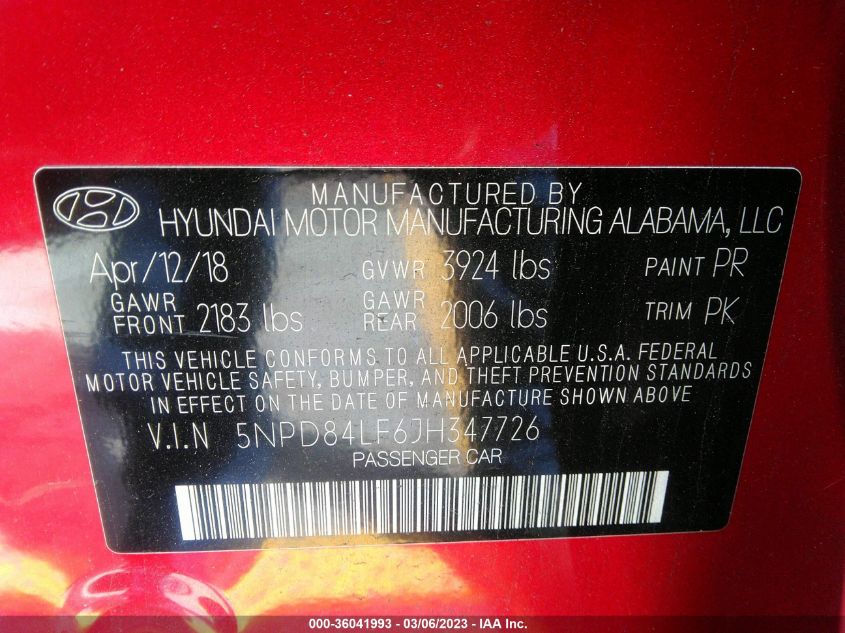 MANUFACTURED BY
HYUNDAI MOTOR MANUFACTURING ALABAMA, LLC
Apr/12/18 GVWR 3924 lbs PAINT PR
GAWR FRONT 2183 lbs GAWR REAR 2006 lbs TRIM PK
THIS VEHICLE CONFORMS TO ALL APPLICABLE U.S.A. FEDERAL
MOTOR VEHICLE SAFETY, BUMPER, AND THEFT PREVENTION STANDARDS
IN EFFECT ON THE DATE OF MANUFACTURE SHOWN ABOVE
V.I.N 5NPD84LF6JH347726
PASSENGER CAR
000-36041993 — 03/06/2023 — IAA Inc.